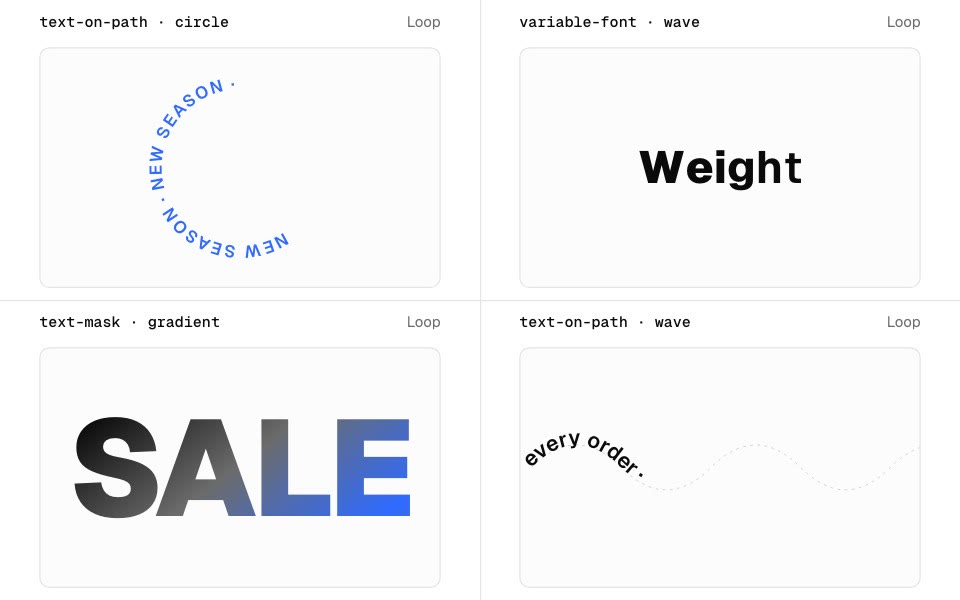 text-on-path · circle
Loop
NEW SEASON · NEW SEASON ·
variable-font · wave
Loop
Weight
text-mask · gradient
Loop
SALE
text-on-path · wave
Loop
every order.